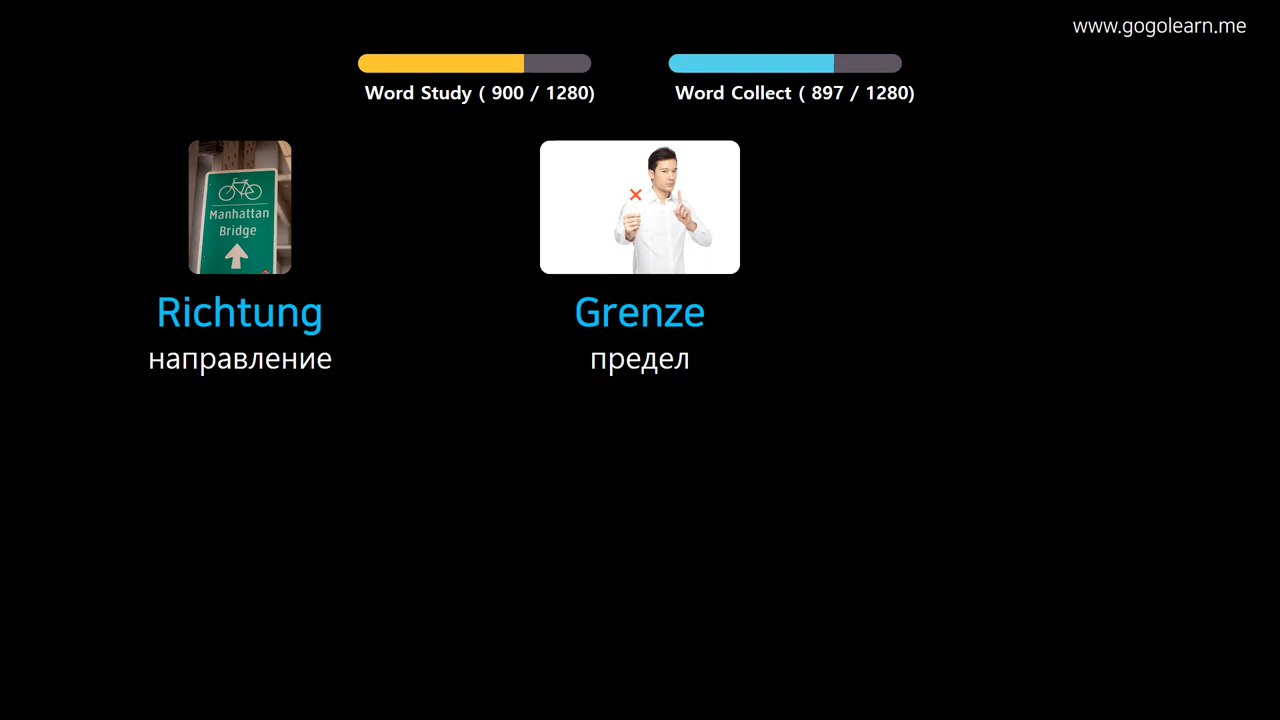 www.gogolearn.me
Word Study ( 900 / 1280)
Word Collect ( 897 / 1280)
Manhattan
Bridge
Richtung
направление
Grenze
предел